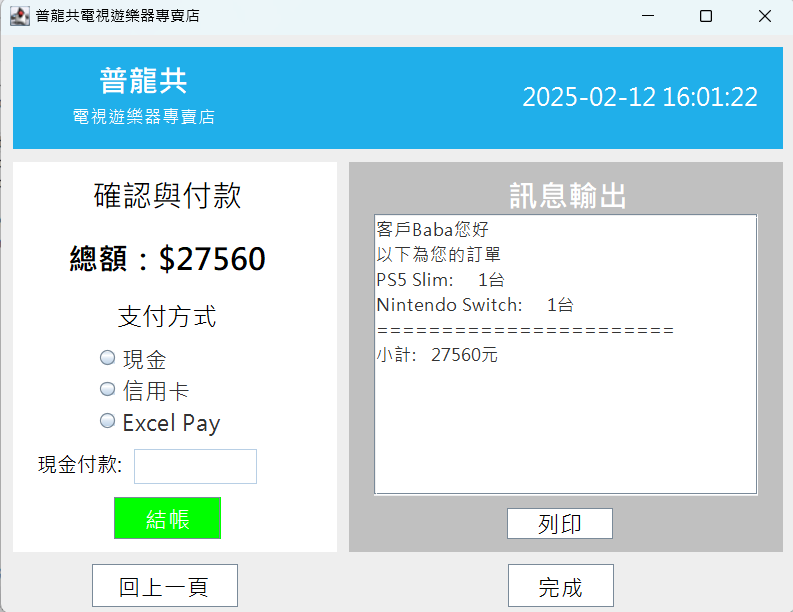 普龍共電視遊樂器專賣店
普龍共
電視遊樂器專賣店
2025-02-12 16:01:22
確認與付款
總額：$27560
支付方式
現金
信用卡
Excel Pay
現金付款:
結帳
回上一頁
訊息輸出
客戶Baba您好
以下為您的訂單
PS5 Slim: 1台
Nintendo Switch: 1台
=======================
小計: 27560元
列印
完成